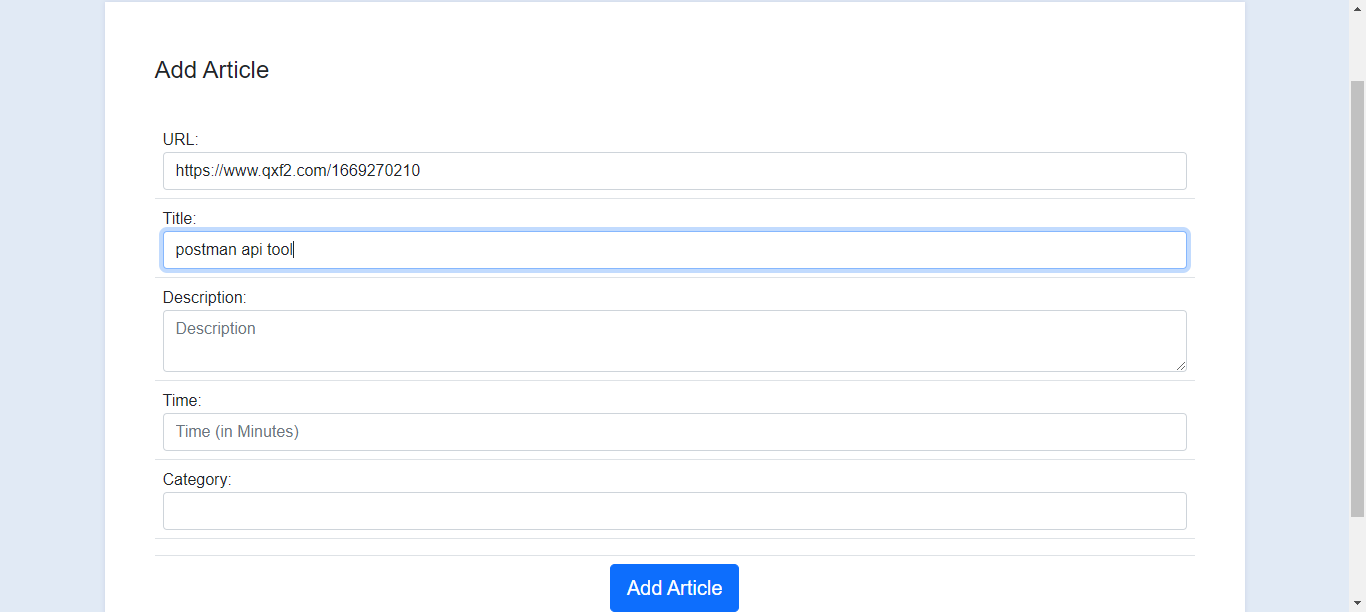 Add Article
URL:
https://www.qxf2.com/1669270210
Title:
postman api tool
Description:
Description
Time:
Time (in Minutes)
Category:
Add Article